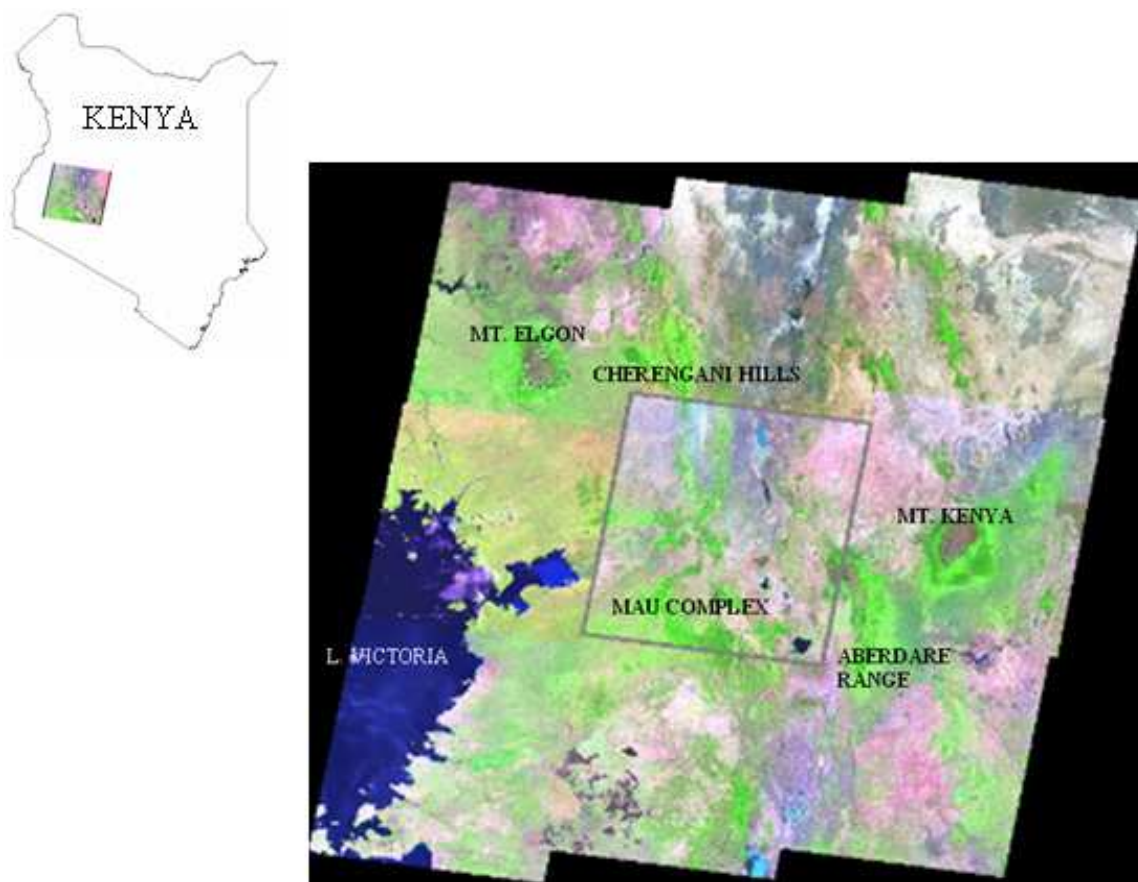 KENYA
MT. ELGON
CHERENGANI HILLS
MT. KENYA
MAU COMPLEX
L. VICTORIA
ABERDARE
RANGE